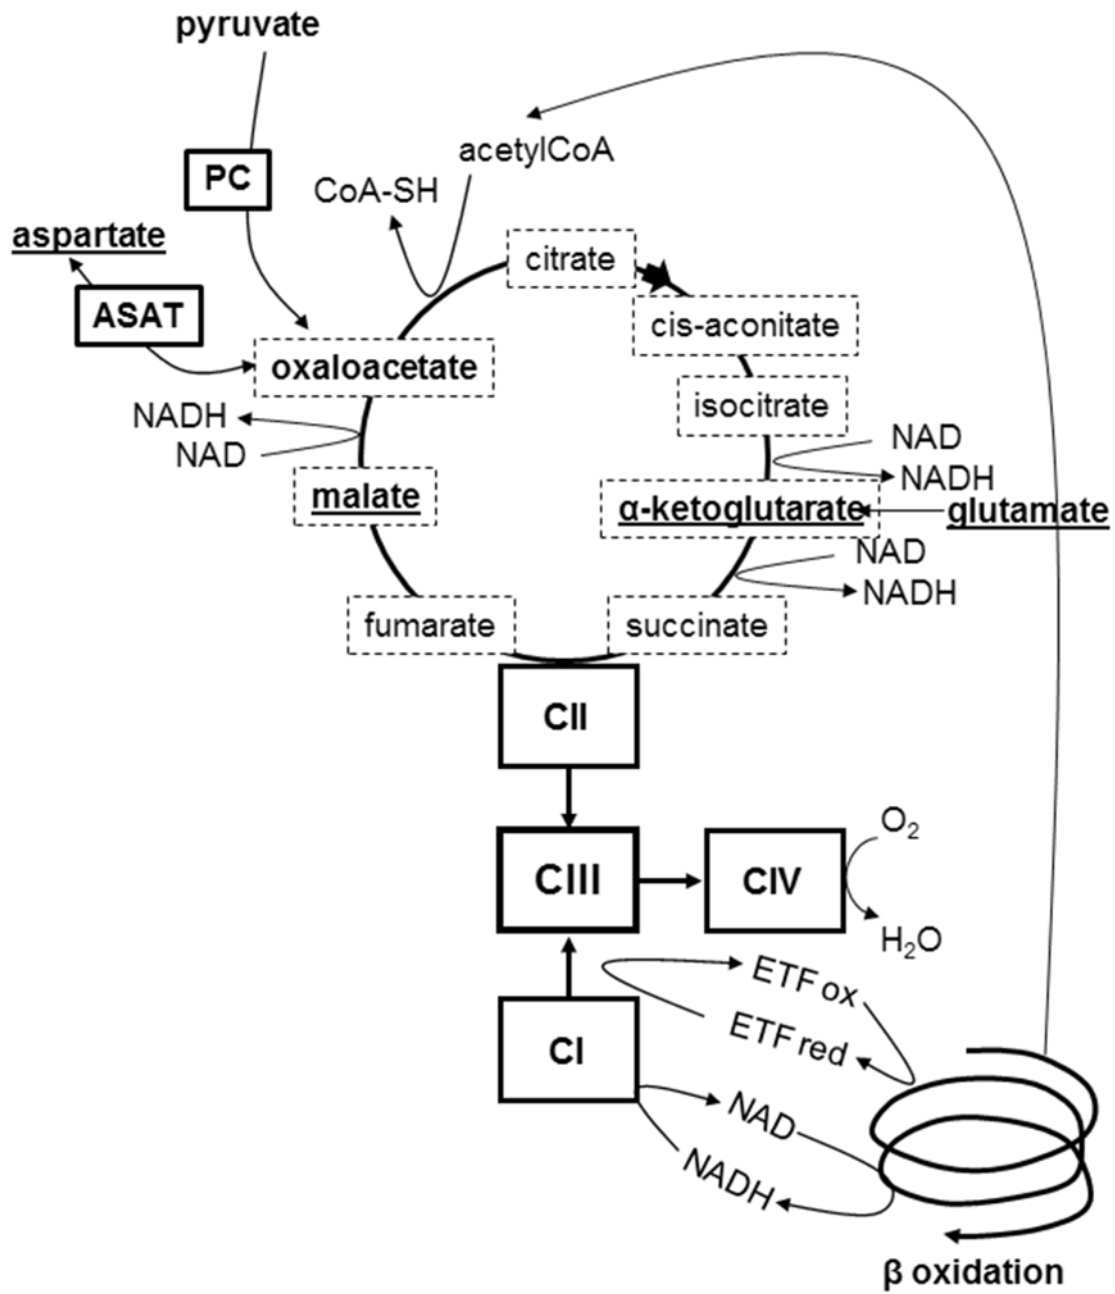 pyruvate
acetylCoA
PC
CoA-SH
aspartate
citrate
ASAT
cis-aconitate
oxaloacetate
isocitrate
NADH
NAD
NAD
NADH
malate
α-ketoglutarate
glutamate
NAD
NADH
fumarate
succinate
CII
O₂
CIII
CIV
H₂O
ETF ox
ETF red
CI
NAD
NADH
β oxidation